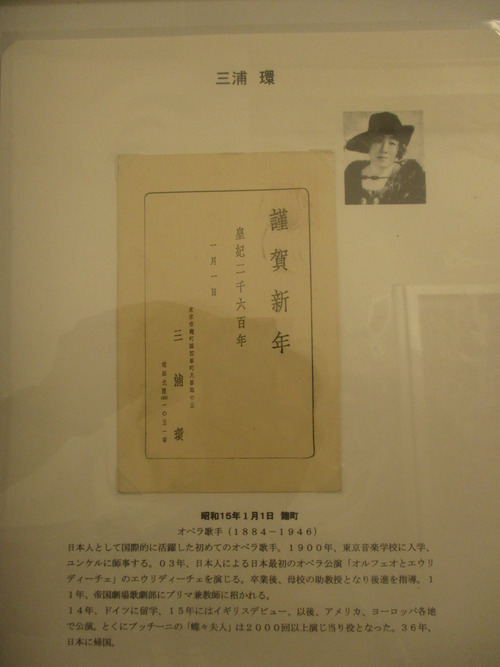 三浦 環
謹賀新年
皇紀二千六百年
一月一日
三浦環
昭和15年1月1日 麹町
オペラ歌手(1884-1946)
日本人として国際的に活躍した初めてのオペラ歌手。1900年、東京音楽学校に入学、
ユンケルに師事する。03年、日本人による日本最初のオペラ公演「オルフェオとエウリ
ディーチェ」のエウリディーチェを演じる。卒業後、母校の助教授となり後進を指導。1
1年、帝国劇場歌劇部にプリマ兼教師に招かれる。
14年、ドイツに留学、15年にはイギリスデビュー。以後、アメリカ、ヨーロッパ各地
で公演。とくにプッチーニの「蝶々夫人」は2000回以上演じ当り役となった。36年、
日本に帰国。